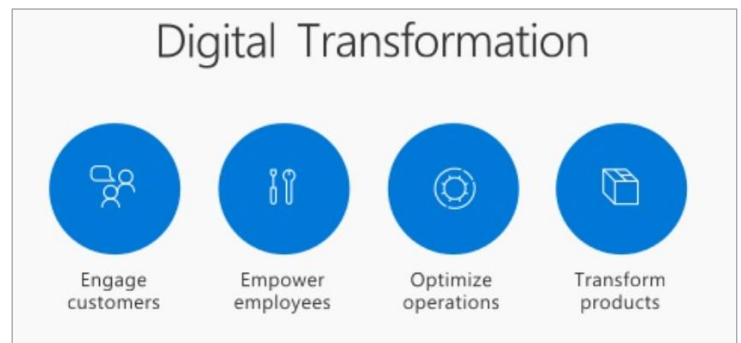 Digital Transformation
Engage
customers
Empower
employees
Optimize
operations
Transform
products